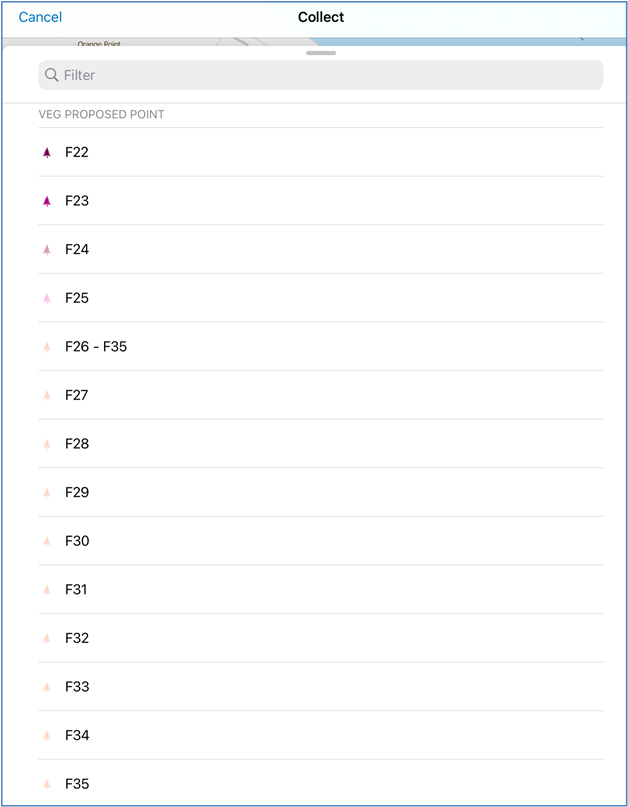 Cancel
Collect
Orange Point
Filter
VEG PROPOSED POINT
F22
F23
F24
F25
F26 - F35
F27
F28
F29
F30
F31
F32
F33
F34
F35